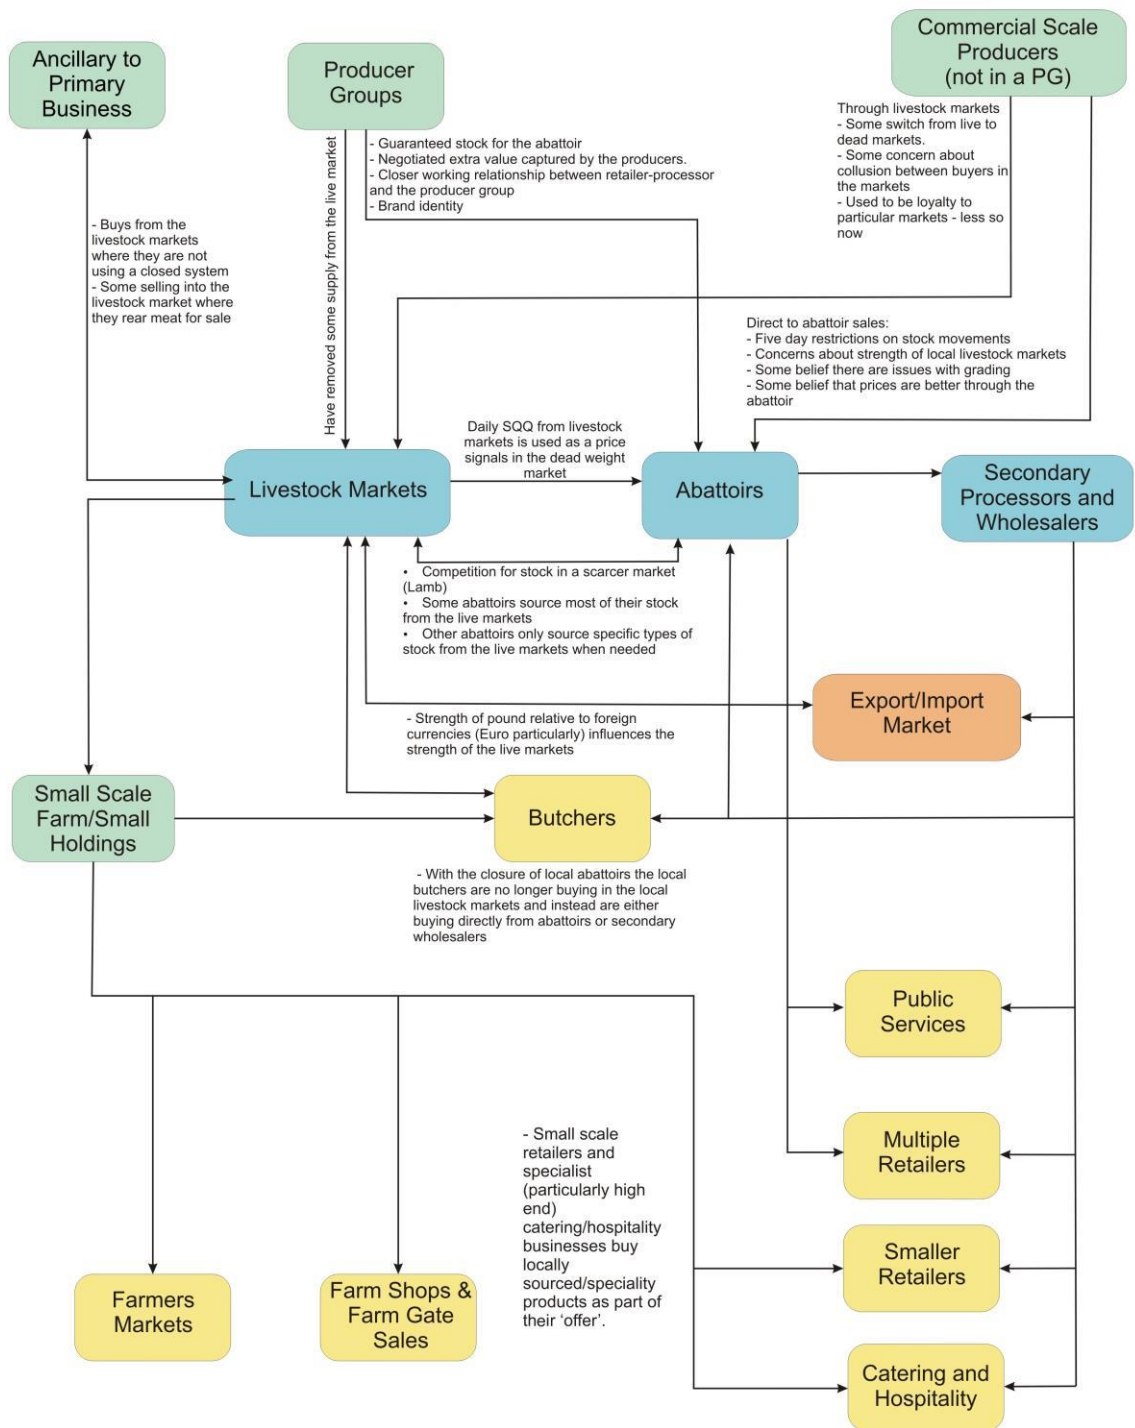 Ancillary to
Primary
Business
Producer
Groups
Commercial Scale
Producers
(not in a PG)
Through livestock markets
- Some switch from live to
dead markets.
- Some concern about
collusion between buyers in
the markets
- Used to be loyalty to
particular markets - less so
now
Have removed some supply from the live market
- Guaranteed stock for the abattoir
- Negotiated extra value captured by the producers.
- Closer working relationship between retailer-processor
and the producer group
- Brand identity
- Buys from the
livestock markets
where they are not
using a closed system
- Some selling into the
livestock market where
they rear meat for sale
Direct to abattoir sales:
- Five day restrictions on stock movements
- Concerns about strength of local livestock markets
- Some belief there are issues with grading
- Some belief that prices are better through the
abattoir
Daily SQQ from livestock
markets is used as a price
signals in the dead weight
market
Livestock Markets
Abattoirs
Secondary
Processors and
Wholesalers
• Competition for stock in a scarcer market
(Lamb)
• Some abattoirs source most of their stock
from the live markets
• Other abattoirs only source specific types of
stock from the live markets when needed
Export/Import
Market
- Strength of pound relative to foreign
currencies (Euro particularly) influences the
strength of the live markets
Small Scale
Farm/Small
Holdings
Butchers
- With the closure of local abattoirs the local
butchers are no longer buying in the local
livestock markets and instead are either
buying directly from abattoirs or secondary
wholesalers
Public
Services
Multiple
Retailers
- Small scale
retailers and
specialist
(particularly high
end)
catering/hospitality
businesses buy
locally
sourced/speciality
products as part of
their ‘offer’.
Smaller
Retailers
Farmers
Markets
Farm Shops &
Farm Gate
Sales
Catering and
Hospitality